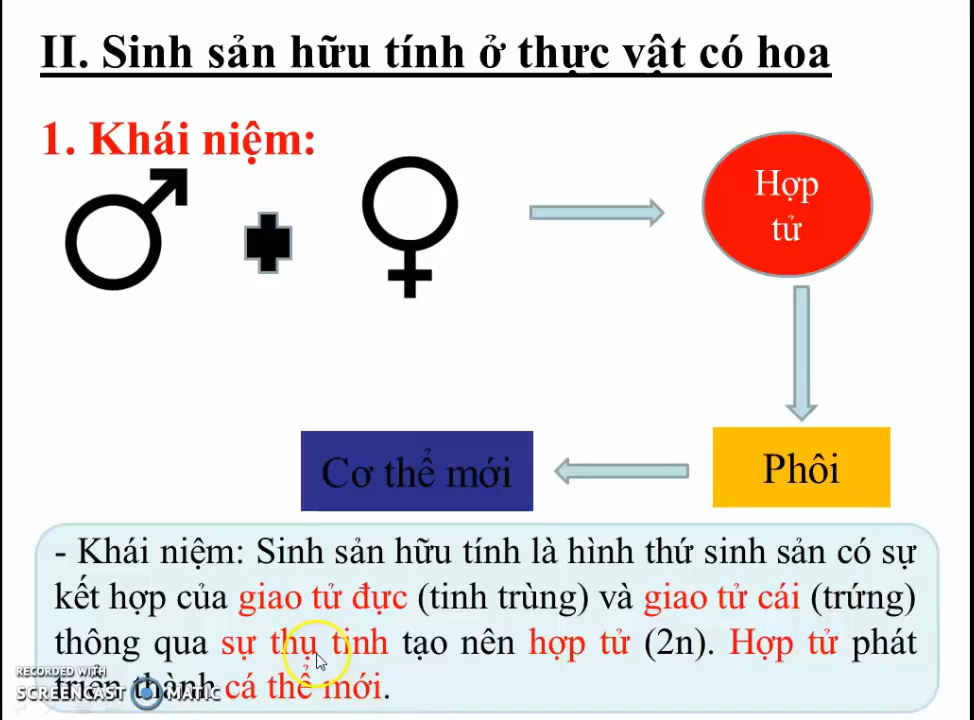 II. Sinh sản hữu tính ở thực vật có hoa
1. Khái niệm:
Hợp
tử
Cơ thể mới
Phôi
- Khái niệm: Sinh sản hữu tính là hình thứ sinh sản có sự
kết hợp của giao tử đực (tinh trùng) và giao tử cái (trứng)
thông qua sự thụ tinh tạo nên hợp tử (2n). Hợp tử phát
triển thành cá thể mới.
RECORDED WITH
SCREENCAST MATIC